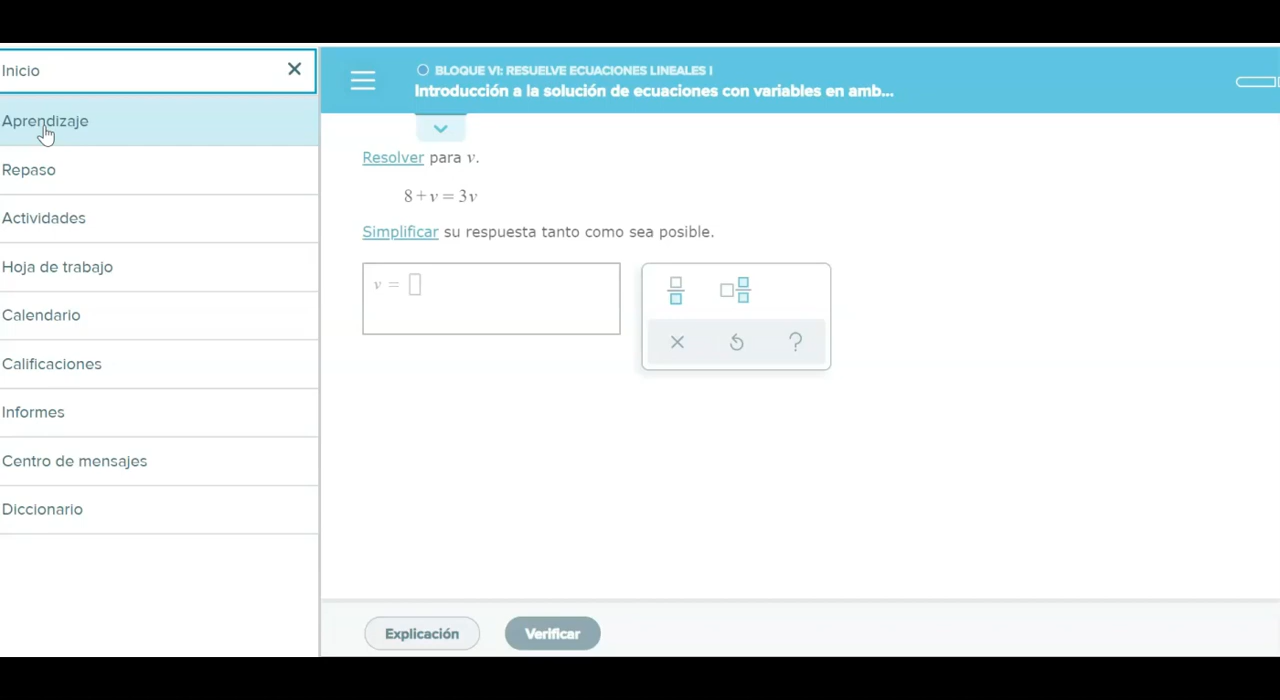 Inicio
Aprendizaje
Repaso
Actividades
Hoja de trabajo
Calendario
Calificaciones
Informes
Centro de mensajes
Diccionario
BLOQUE VI: RESUELVE ECUACIONES LINEALES I
Introducción a la solución de ecuaciones con variables en amb...
Resolver para v.
8 + v = 3v
Simplificar su respuesta tanto como sea posible.
v =
?
Explicación
Verificar